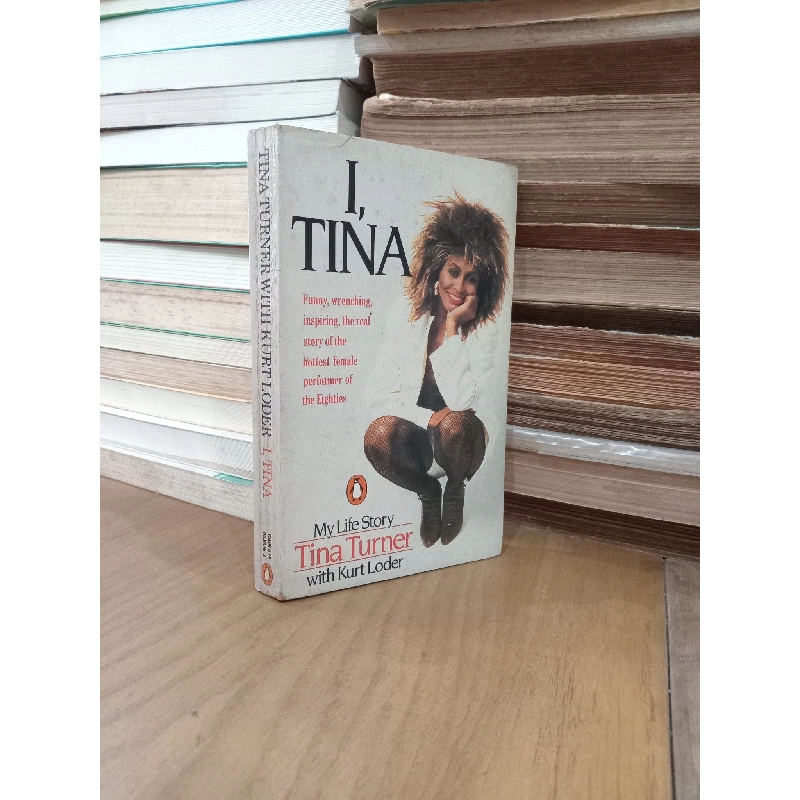 TINA TURNER WITH KURT LODER I, TINA
I,
TINA
Funny, wrenching,
inspiring, the real
story of the
hottest female
performer of
the Eighties
My Life Story
Tina Turner
with Kurt Loder